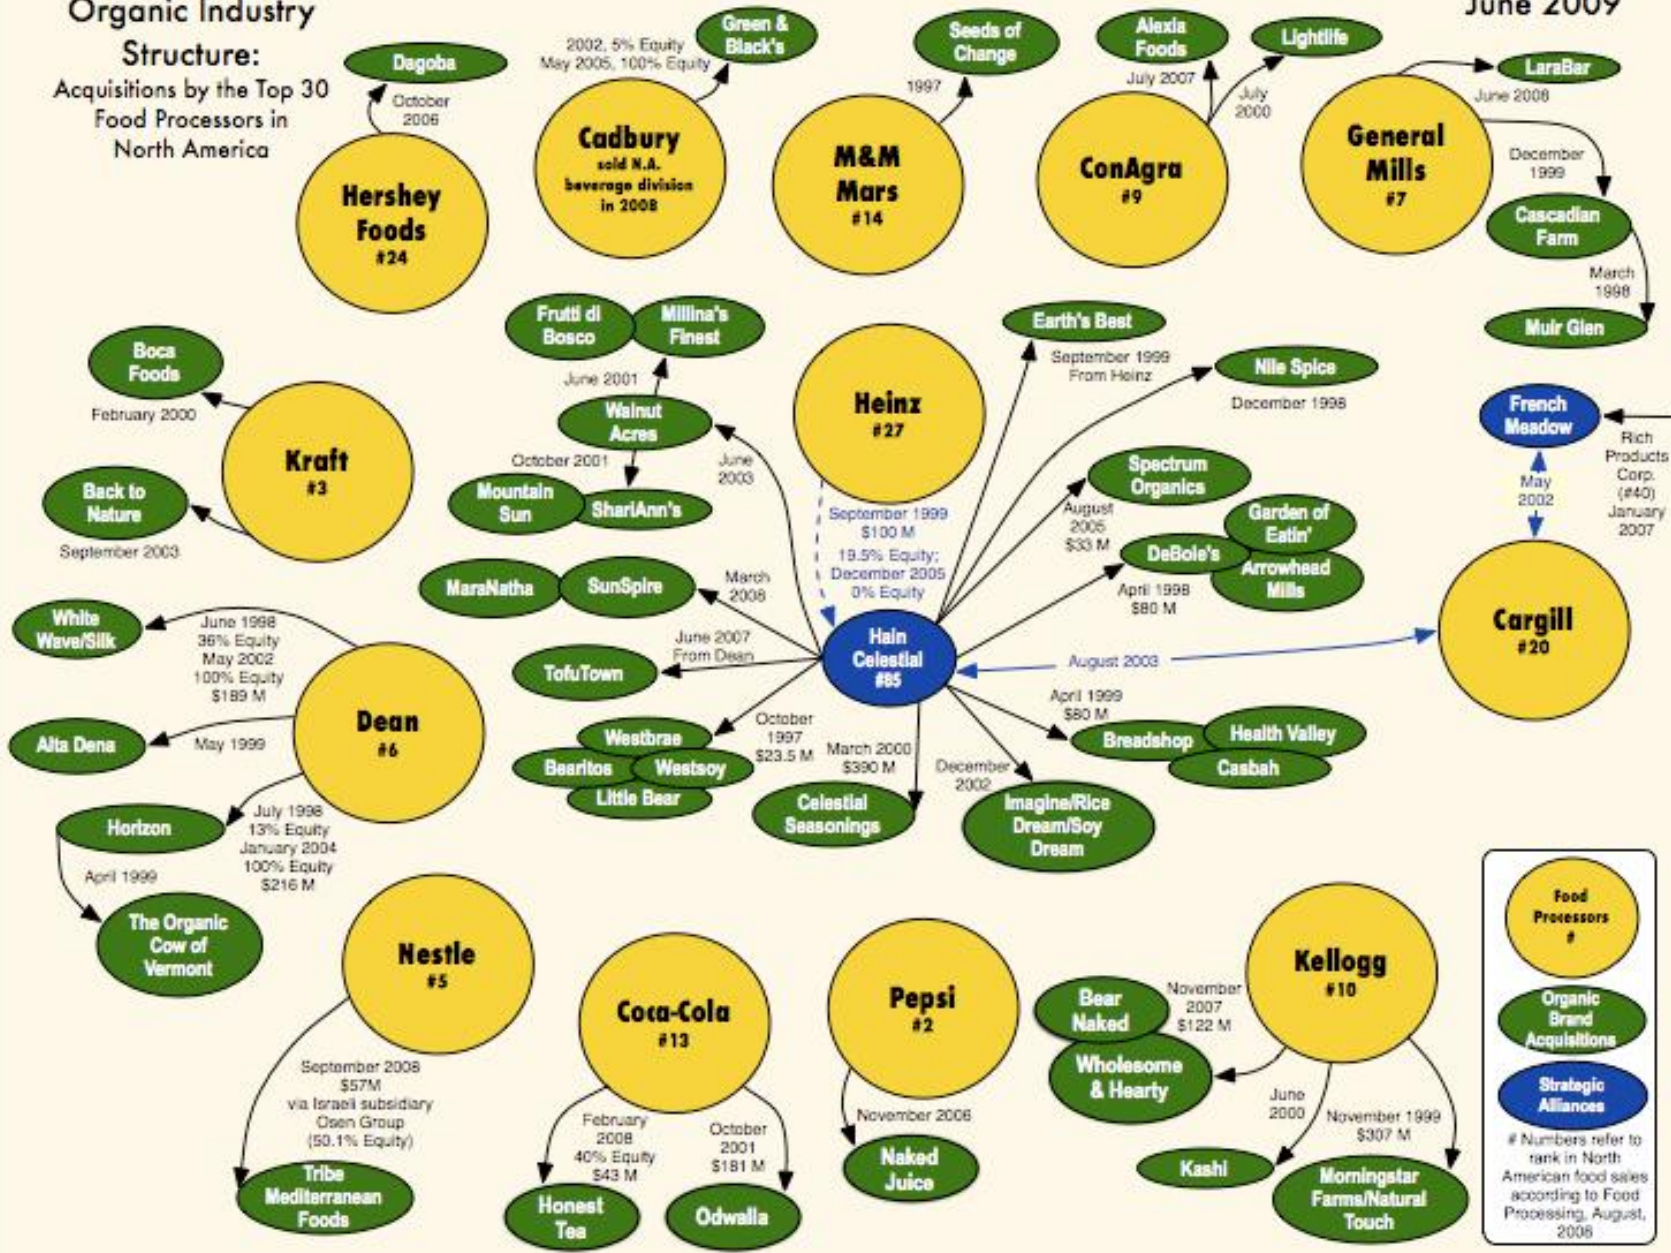 Organic Industry
Structure:
Acquisitions by the Top 30
Food Processors in
North America
June 2009
Dagoba
October
2006
Hershey
Foods
#24
2002, 5% Equity
May 2005, 100% Equity
Green &
Black's
Cadbury
sold N.A.
beverage division
in 2008
Seeds of
Change
1997
M&M
Mars
#14
Alexia
Foods
July 2007
Lightlife
July
2000
ConAgra
#9
LaraBar
June 2008
General
Mills
#7
December
1999
Cascadian
Farm
March
1998
Muir Glen
Boca
Foods
February 2000
Kraft
#3
Back to
Nature
September 2003
Frutti di
Bosco
Millina's
Finest
June 2001
Walnut
Acres
October 2001
Mountain
Sun
ShariAnn's
June
2003
Heinz
#27
September 1999
$100 M
19.5% Equity;
December 2005
0% Equity
Earth's Best
September 1999
From Heinz
Nile Spice
December 1998
Spectrum
Organics
August
2005
$33 M
Garden of
Eatin'
DeBole's
Arrowhead
Mills
April 1998
$80 M
French
Meadow
Rich
Products
Corp.
(#40)
January
2007
May
2002
Cargill
#20
August 2003
MaraNatha
SunSpire
March
2008
June 2007
From Dean
TofuTown
Hain
Celestial
#85
Westbrae
Bearitos
Westsoy
Little Bear
October
1997
$23.5 M
March 2000
$390 M
Celestial
Seasonings
December
2002
Imagine/Rice
Dream/Soy
Dream
April 1999
$80 M
Breadshop
Health Valley
Casbah
White
Wave/Silk
June 1998
36% Equity
May 2002
100% Equity
$189 M
Dean
#6
Alta Dena
May 1999
Horizon
July 1998
13% Equity
January 2004
100% Equity
$216 M
April 1999
The Organic
Cow of
Vermont
Nestle
#5
September 2008
$57M
via Israeli subsidiary
Osen Group
(50.1% Equity)
Tribe
Mediterranean
Foods
Coca-Cola
#13
February
2008
40% Equity
$43 M
Honest
Tea
October
2001
$181 M
Odwalla
Pepsi
#2
November 2006
Naked
Juice
Kellogg
#10
Bear
Naked
November
2007
$122 M
Wholesome
& Hearty
June
2000
Kashi
November 1999
$307 M
Morningstar
Farms/Natural
Touch
Food
Processors
#
Organic
Brand
Acquisitions
Strategic
Alliances
# Numbers refer to
rank in North
American food sales
according to Food
Processing, August,
2008